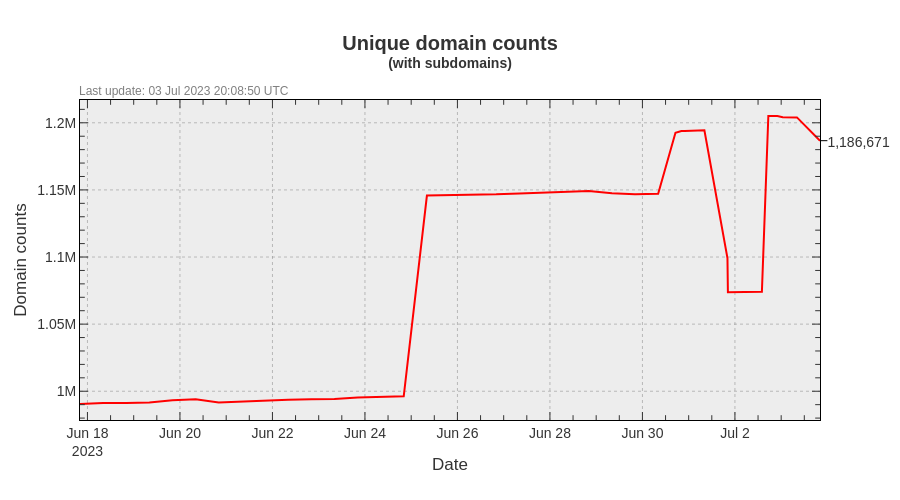 Unique domain counts
(with subdomains)
Last update: 03 Jul 2023 20:08:50 UTC
1.2M
1.15M
1.1M
1.05M
1M
1,186,671
Domain counts
Jun 18
2023
Jun 20
Jun 22
Jun 24
Jun 26
Jun 28
Jun 30
Jul 2
Date